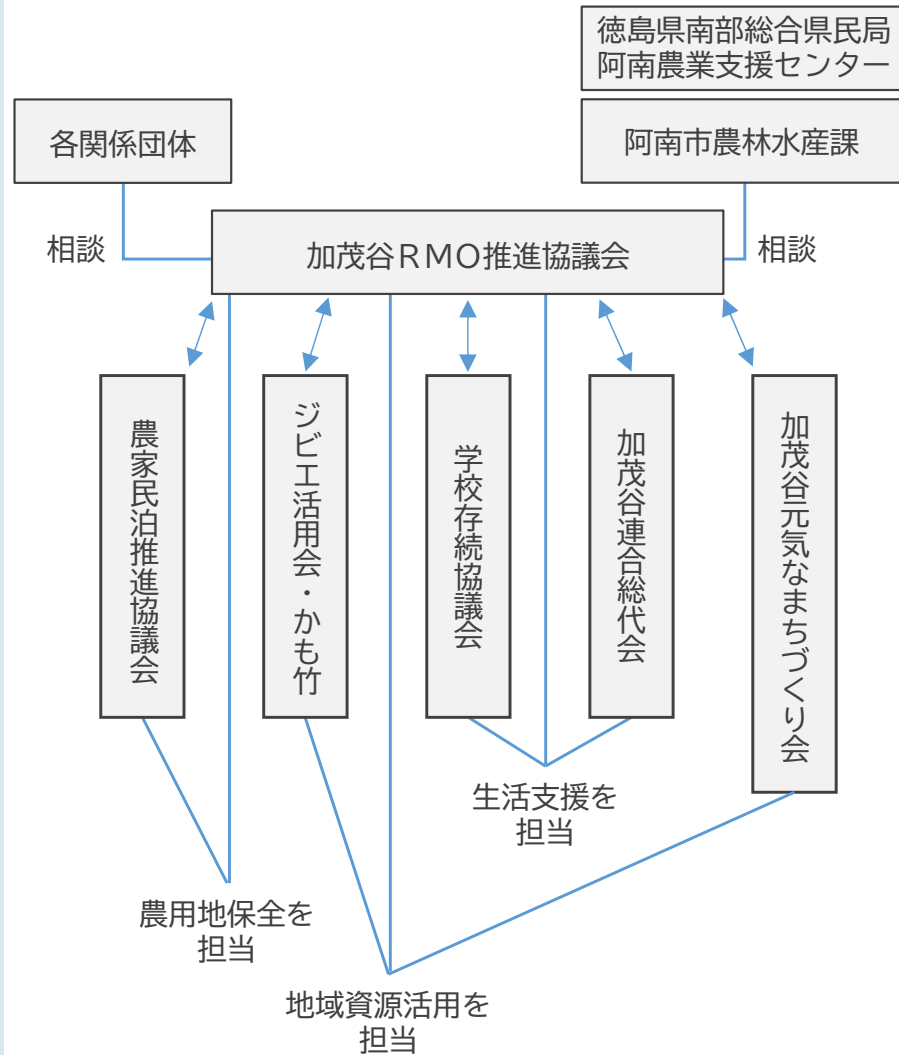 徳島県南部総合県民局
阿南農業支援センター
各関係団体
阿南市農林水産課
相談
加茂谷ＲＭＯ推進協議会
相談
農家民泊推進協議会
ジビエ活用会・かも竹
学校存続協議会
加茂谷連合総代会
加茂谷元気なまちづくり会
生活支援を
担当
農用地保全を
担当
地域資源活用を
担当